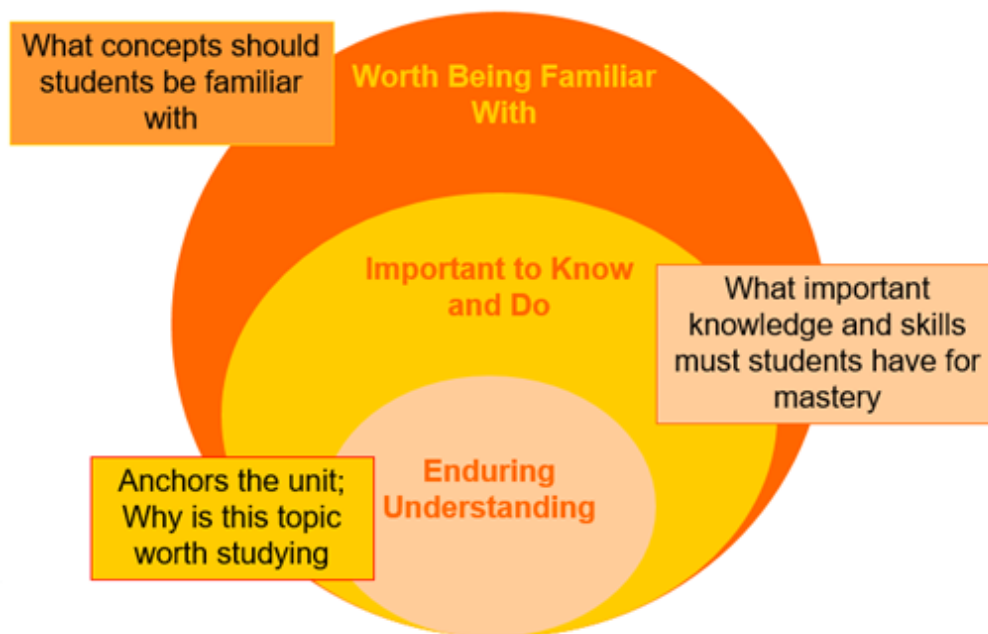 What concepts should
students be familiar
with
Worth Being Familiar
With
Important to Know
and Do
What important
knowledge and skills
must students have for
mastery
Enduring
Understanding
Anchors the unit;
Why is this topic
worth studying